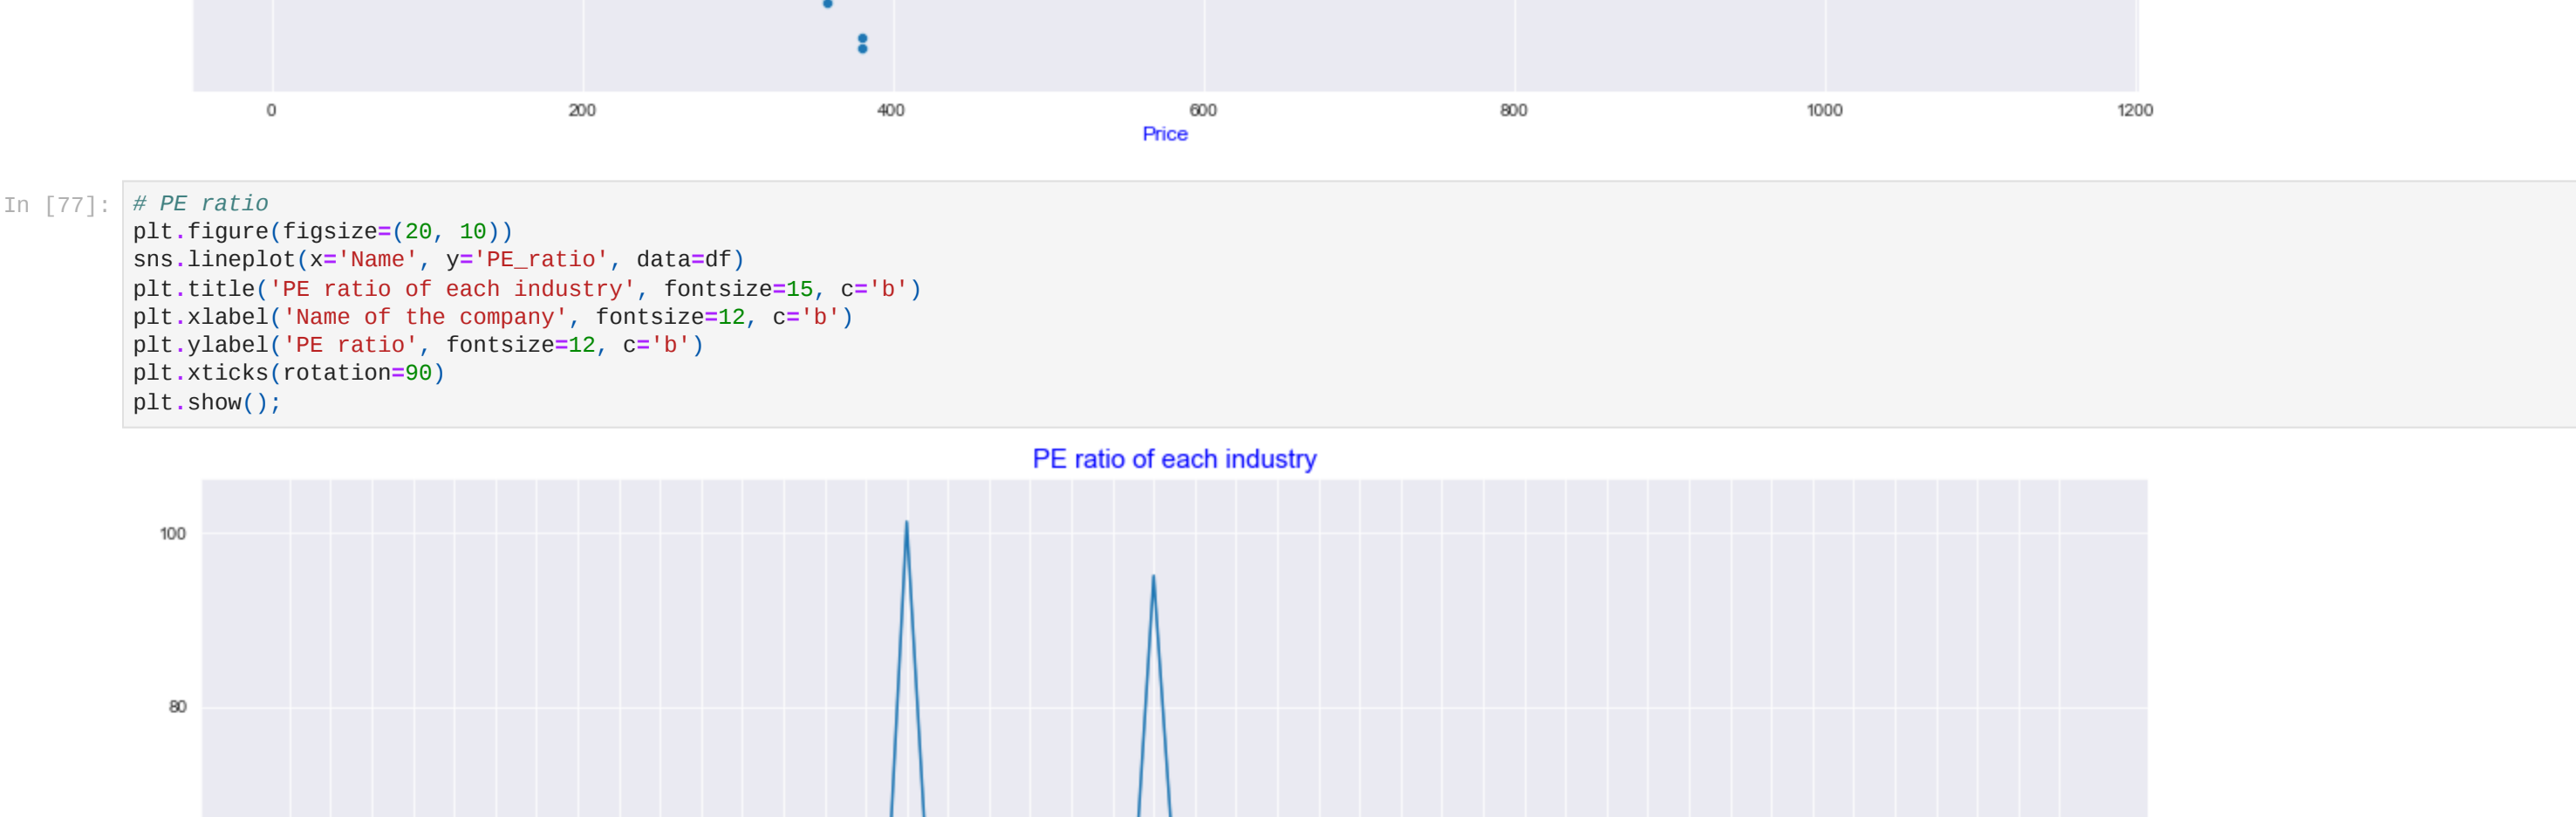 0 200 400 600 800 1000 1200
Price
In [77]:
# PE ratio
plt.figure(figsize=(20, 10))
sns.lineplot(x='Name', y='PE_ratio', data=df)
plt.title('PE ratio of each industry', fontsize=15, c='b')
plt.xlabel('Name of the company', fontsize=12, c='b')
plt.ylabel('PE ratio', fontsize=12, c='b')
plt.xticks(rotation=90)
plt.show();
PE ratio of each industry
100
80